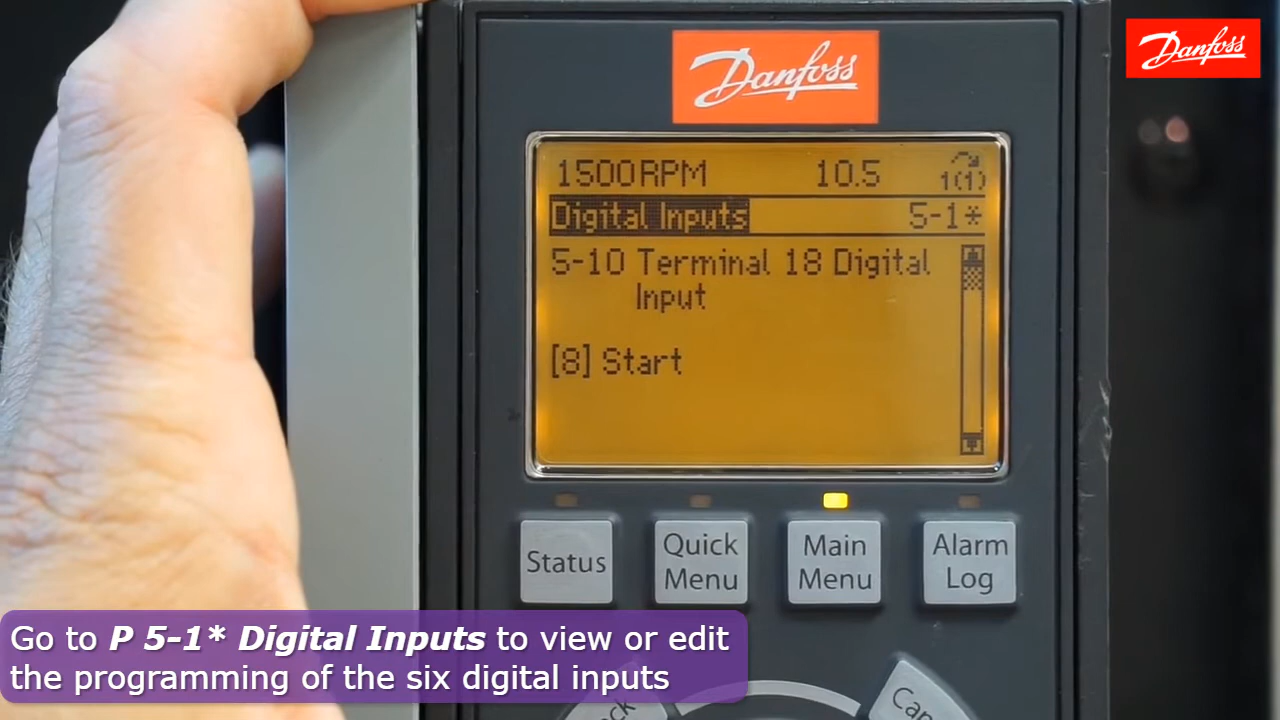 Danfoss
Danfoss
1500RPM 10.5 1(1)
Digital Inputs 5-1*
5-10 Terminal 18 Digital
Input
[8] Start
Status
Quick
Menu
Main
Menu
Alarm
Log
Go to P 5-1* Digital Inputs to view or edit
the programming of the six digital inputs